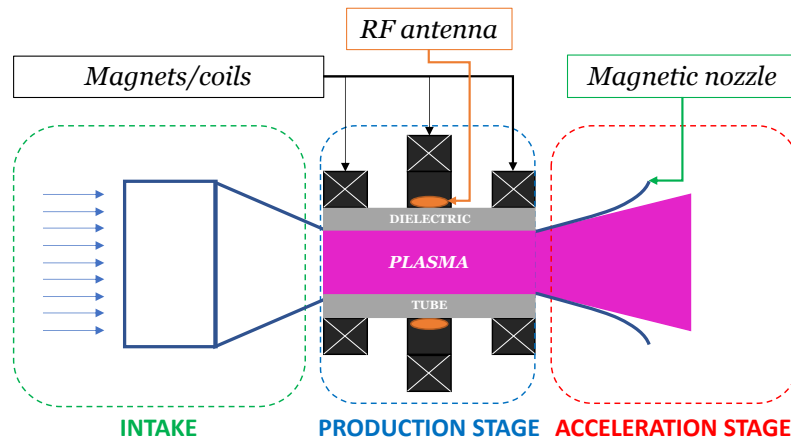 RF antenna
Magnets/coils
Magnetic nozzle
DIELECTRIC
PLASMA
TUBE
INTAKE
PRODUCTION STAGE
ACCELERATION STAGE